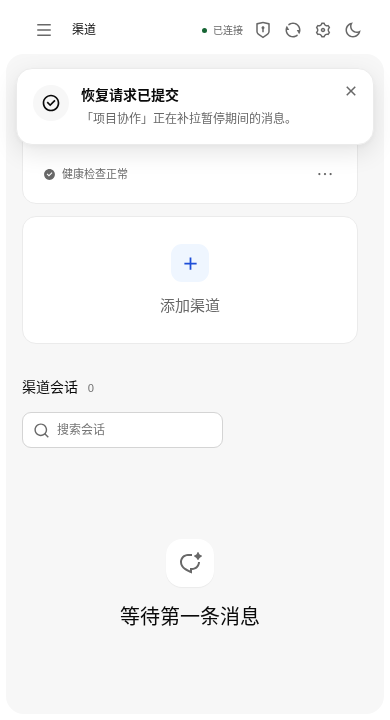 渠道
已连接
恢复请求已提交
「项目协作」正在补拉暂停期间的消息。
健康检查正常
添加渠道
渠道会话 0
搜索会话
等待第一条消息